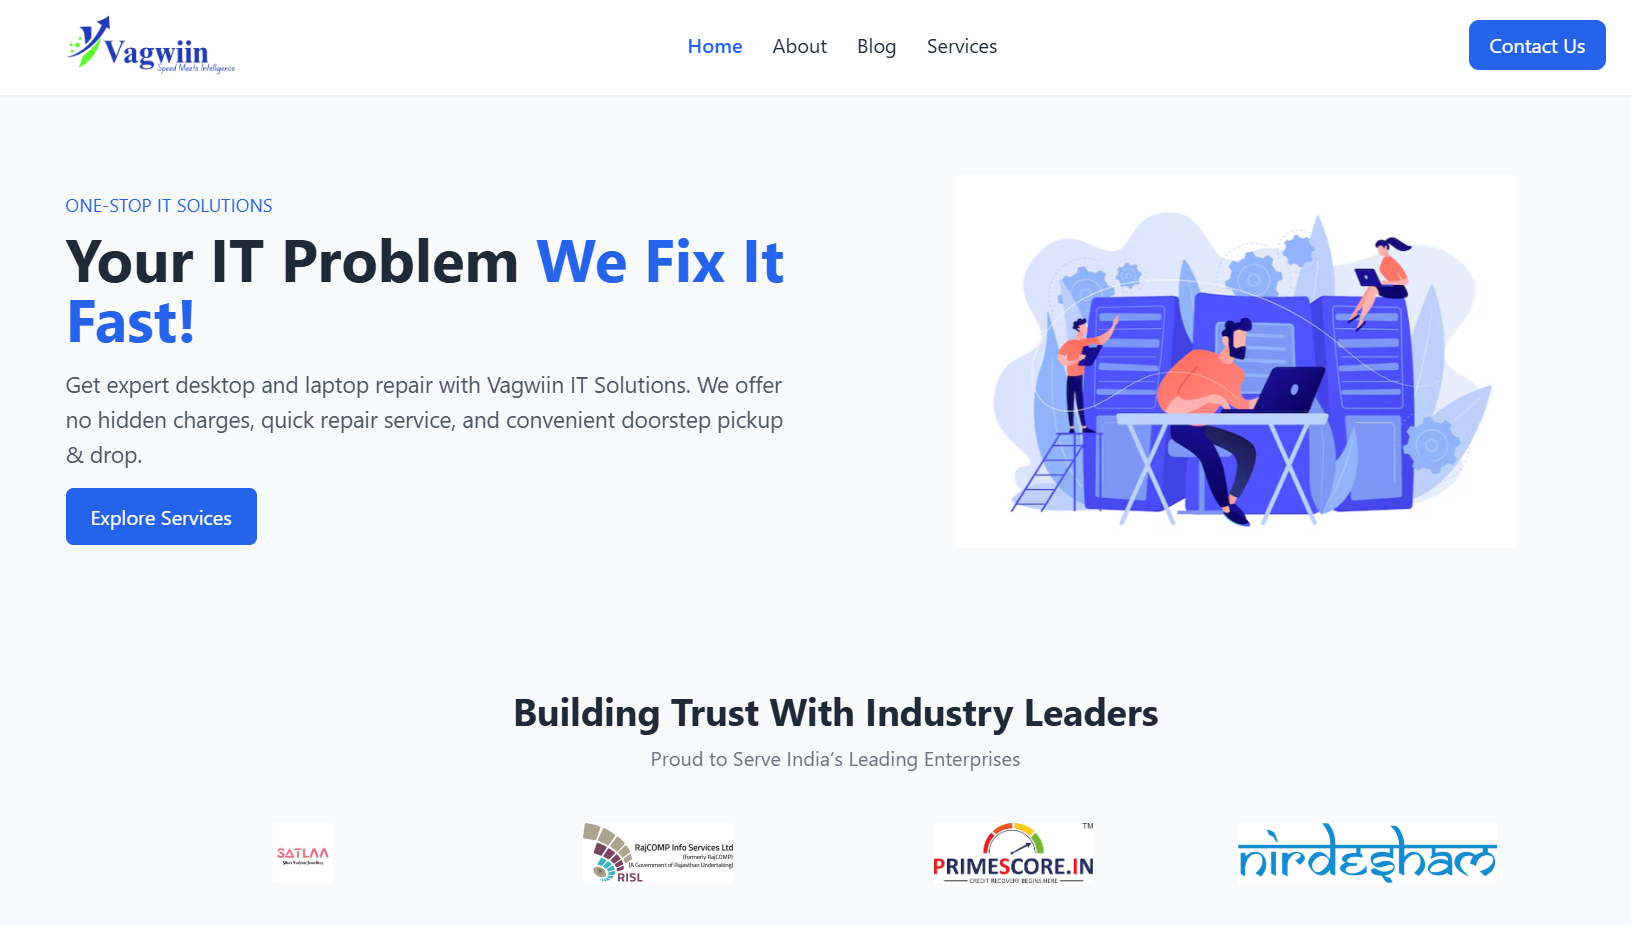 Vagwiin
Speed Meets Intelligence
Home
About
Blog
Services
Contact Us
ONE-STOP IT SOLUTIONS
Your IT Problem We Fix It
Fast!
Get expert desktop and laptop repair with Vagwiin IT Solutions. We offer
no hidden charges, quick repair service, and convenient doorstep pickup
& drop.
Explore Services
Building Trust With Industry Leaders
Proud to Serve India’s Leading Enterprises
SATLAA
Silver Fashion Jewellery
RajCOMP Info Services Ltd
(formerly RajCOMP)
(A Government of Rajasthan Undertaking)
RISL
TM
PRIMESCORE.IN
CREDIT RECOVERY BEGINS HERE
nirdesham